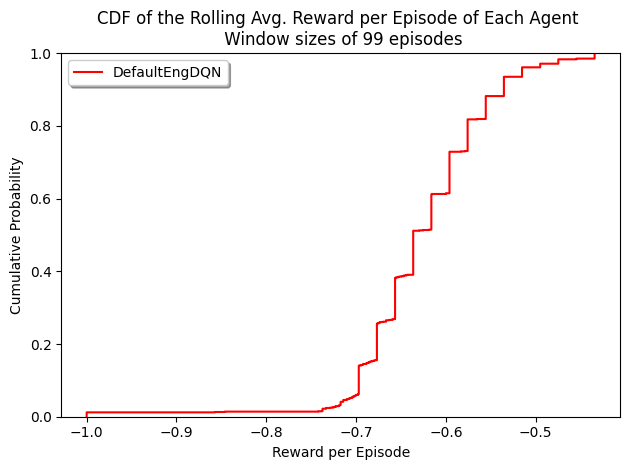 CDF of the Rolling Avg. Reward per Episode of Each Agent
Window sizes of 99 episodes
DefaultEngDQN
Cumulative Probability
1.0
0.8
0.6
0.4
0.2
0.0
−1.0 −0.9 −0.8 −0.7 −0.6 −0.5
Reward per Episode